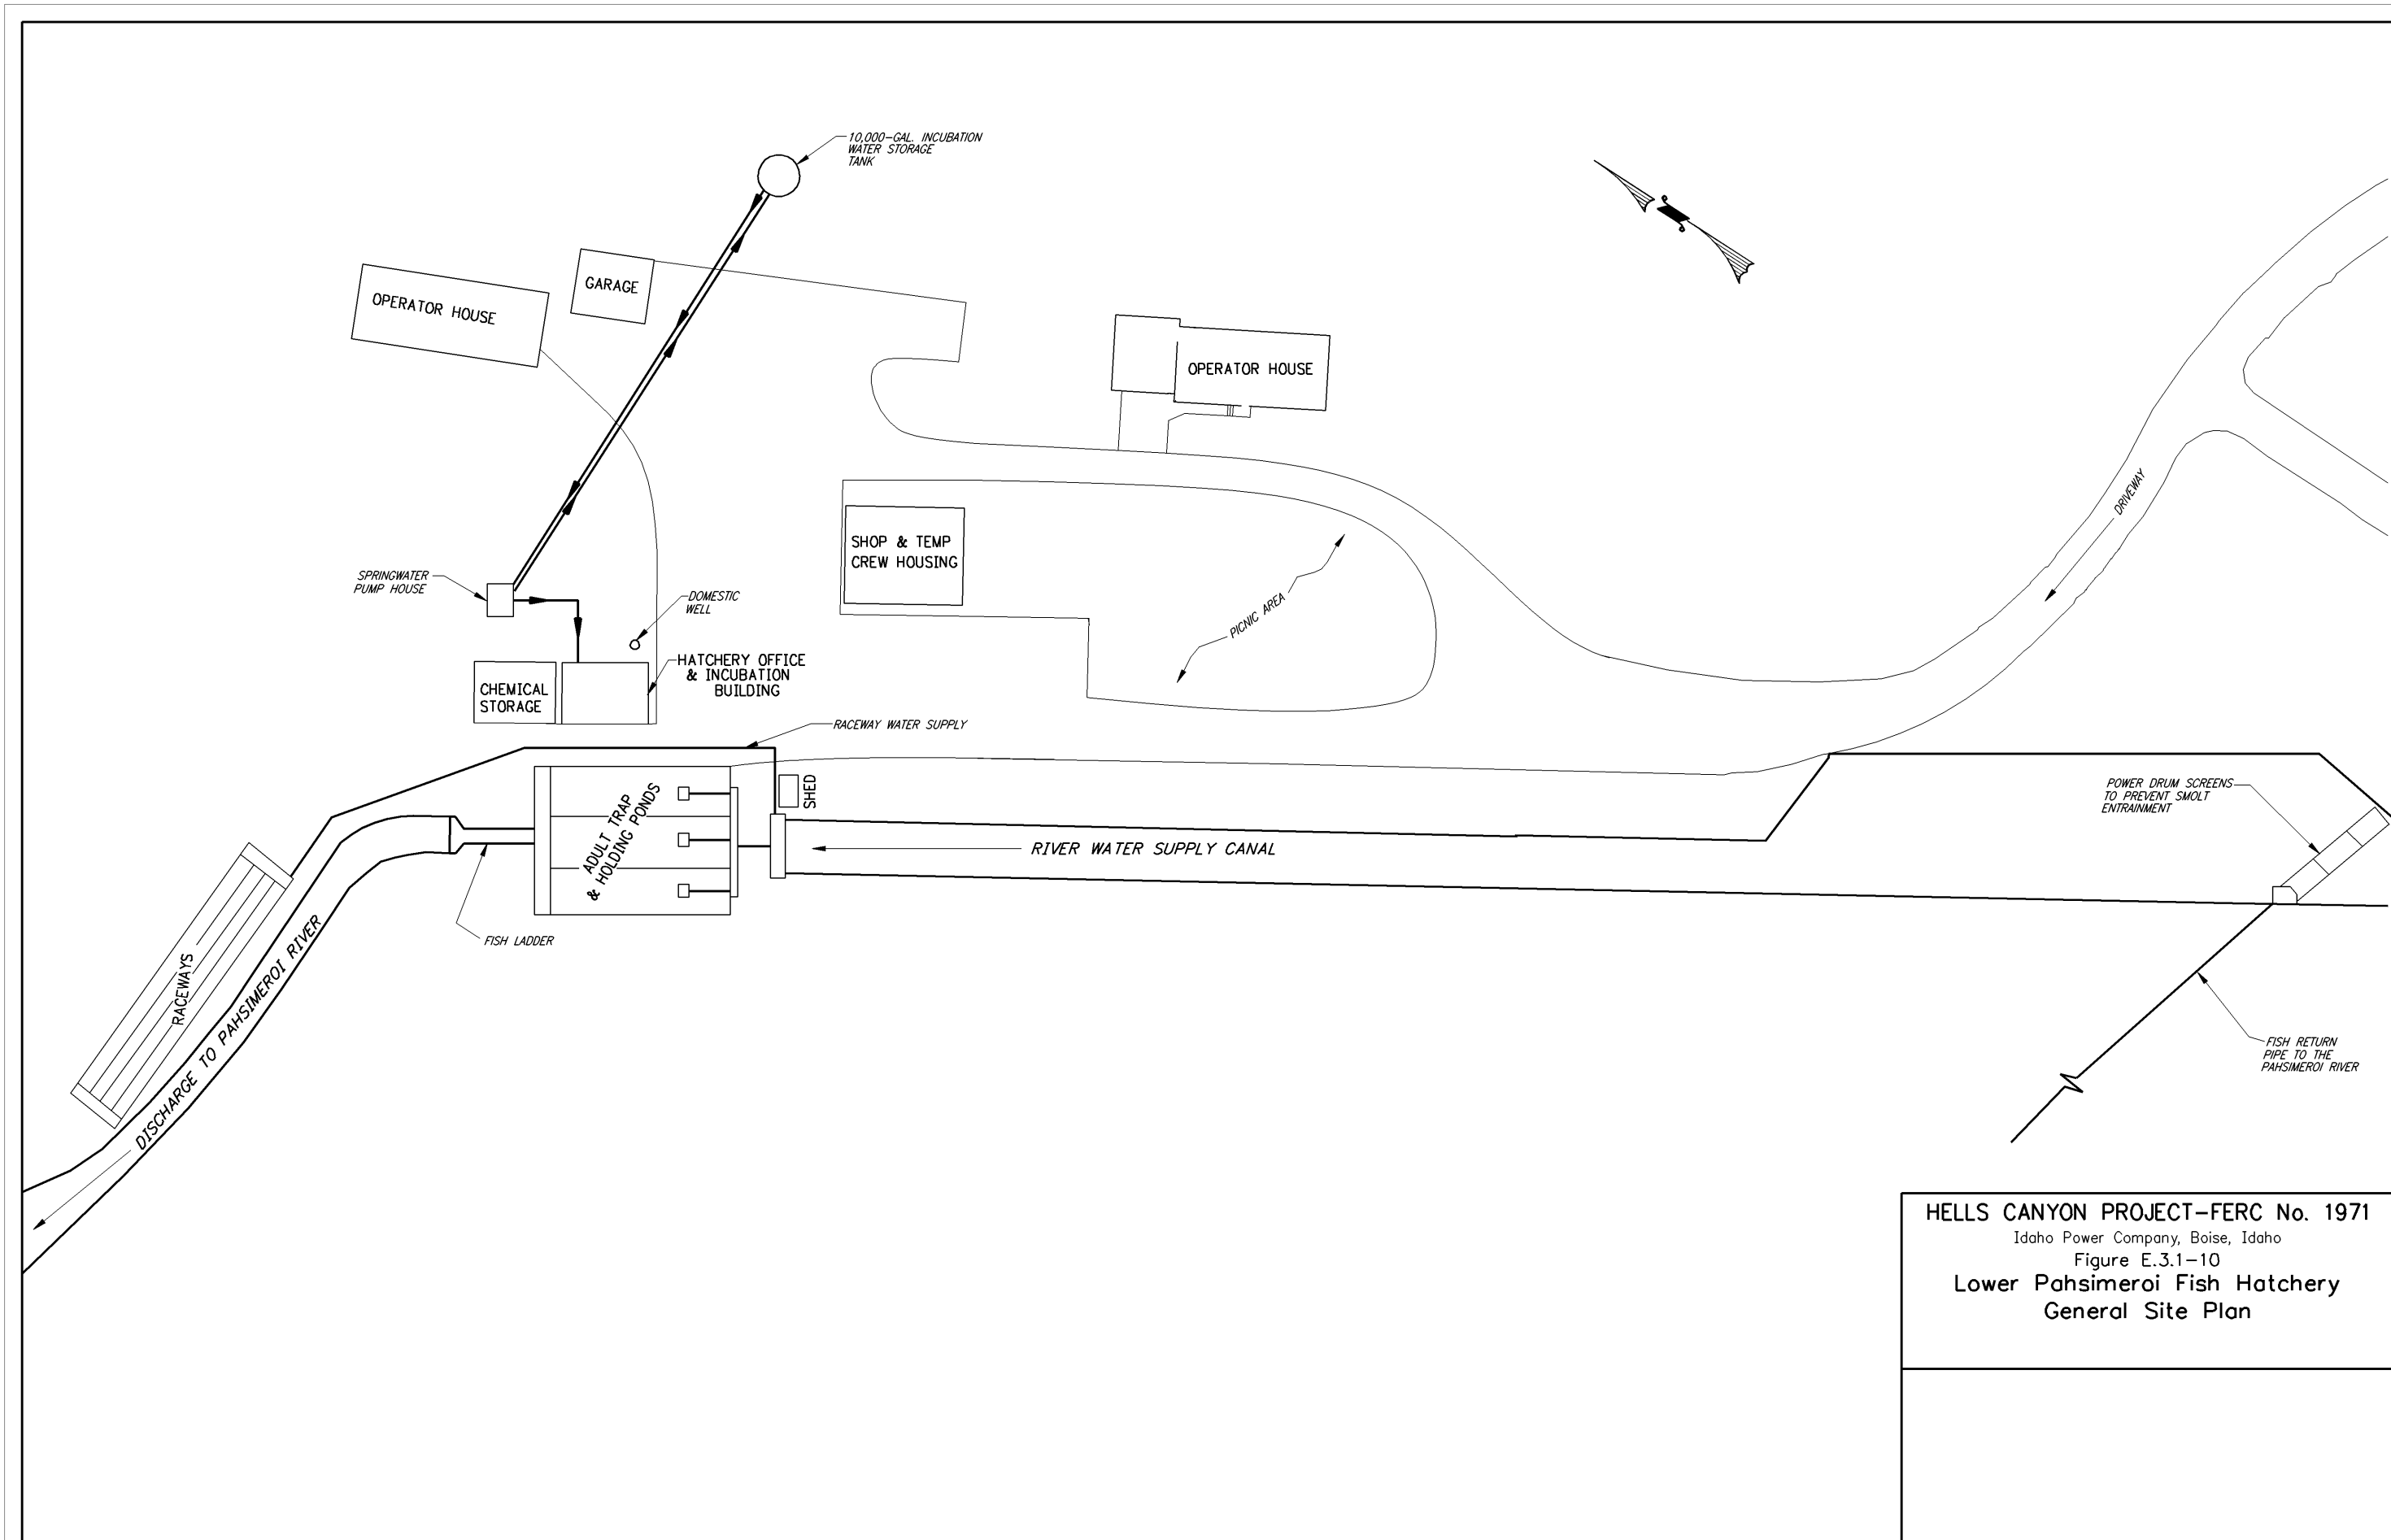 10,000-GAL. INCUBATION
WATER STORAGE
TANK
GARAGE
OPERATOR HOUSE
OPERATOR HOUSE
DRIVEWAY
SHOP & TEMP
CREW HOUSING
SPRINGWATER
PUMP HOUSE
DOMESTIC
WELL
PICNIC AREA
HATCHERY OFFICE
& INCUBATION
BUILDING
CHEMICAL
STORAGE
RACEWAY WATER SUPPLY
SHED
POWER DRUM SCREENS
TO PREVENT SMOLT
ENTRAINMENT
ADULT TRAP
& HOLDING PONDS
RIVER WATER SUPPLY CANAL
FISH LADDER
RACEWAYS
DISCHARGE TO PAHSIMEROI RIVER
FISH RETURN
PIPE TO THE
PAHSIMEROI RIVER
HELLS CANYON PROJECT-FERC No. 1971
Idaho Power Company, Boise, Idaho
Figure E.3.1-10
Lower Pahsimeroi Fish Hatchery
General Site Plan